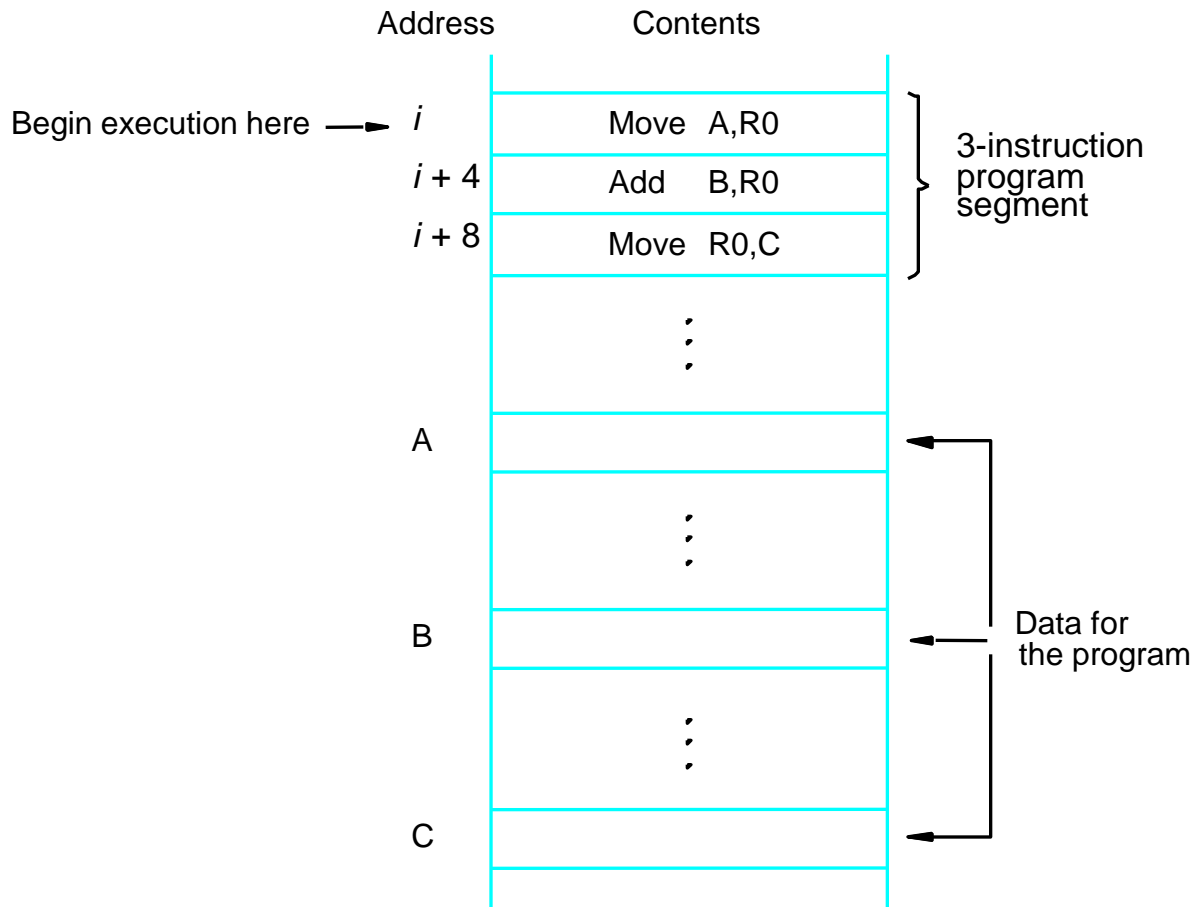 Address Contents
Begin execution here i Move A,R0
i + 4 Add B,R0
i + 8 Move R0,C
3-instruction
program
segment
A
B
C
Data for
the program